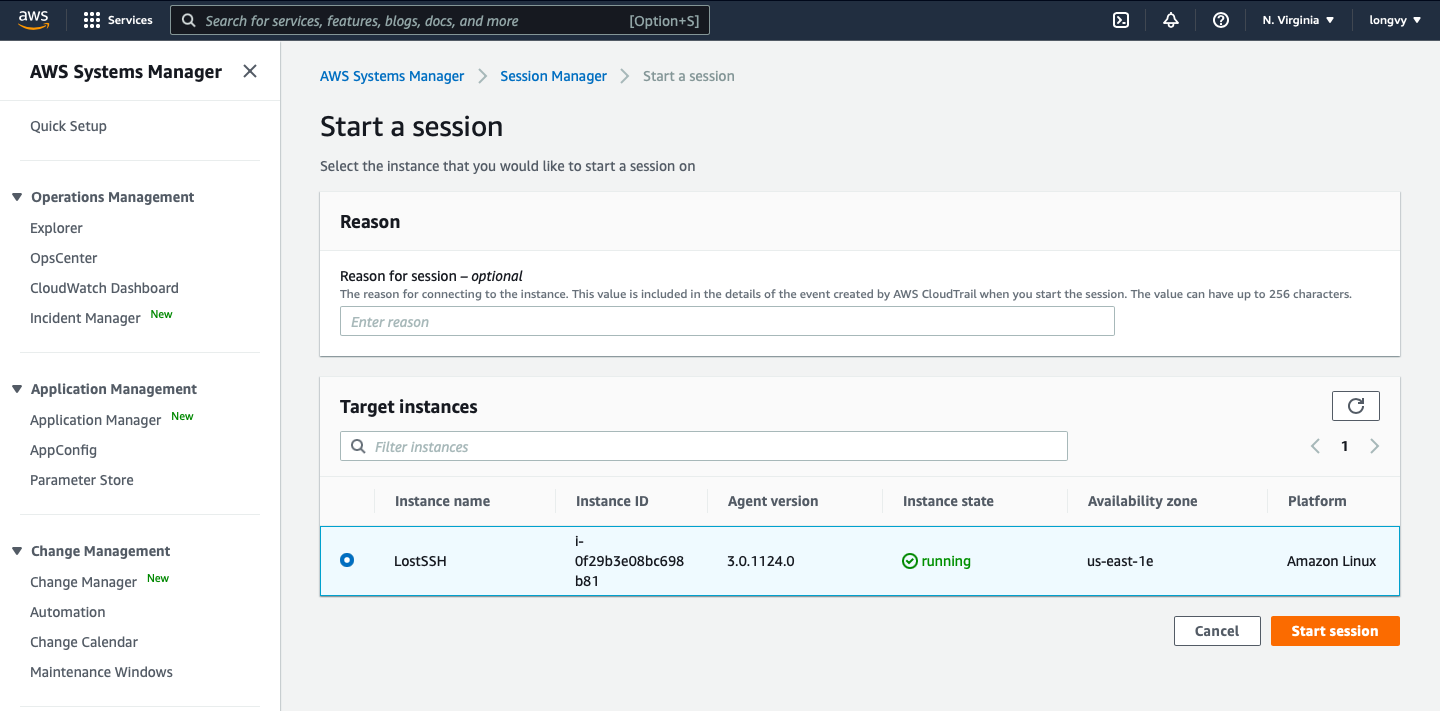 aws
Services
Search for services, features, blogs, docs, and more
[Option+S]
N. Virginia
longvy
AWS Systems Manager
Quick Setup
Operations Management
Explorer
OpsCenter
CloudWatch Dashboard
Incident Manager New
Application Management
Application Manager New
AppConfig
Parameter Store
Change Management
Change Manager New
Automation
Change Calendar
Maintenance Windows
AWS Systems Manager
Session Manager
Start a session
Start a session
Select the instance that you would like to start a session on
Reason
Reason for session – optional
The reason for connecting to the instance. This value is included in the details of the event created by AWS CloudTrail when you start the session. The value can have up to 256 characters.
Enter reason
Target instances
Filter instances
1
Instance name
Instance ID
Agent version
Instance state
Availability zone
Platform
LostSSH
i-
0f29b3e08bc698
b81
3.0.1124.0
running
us-east-1e
Amazon Linux
Cancel
Start session